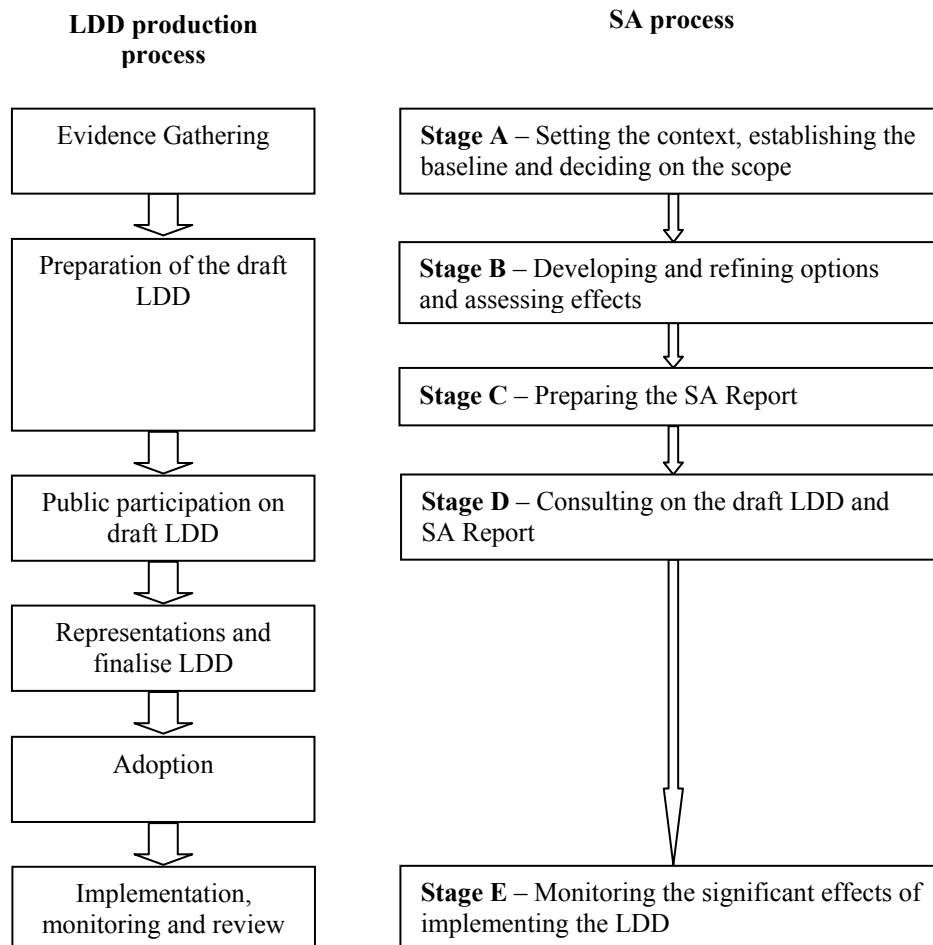 LDD production
process
SA process
Evidence Gathering
Stage A – Setting the context, establishing the
baseline and deciding on the scope
Preparation of the draft
LDD
Stage B – Developing and refining options
and assessing effects
Stage C – Preparing the SA Report
Public participation on
draft LDD
Stage D – Consulting on the draft LDD and
SA Report
Representations and
finalise LDD
Adoption
Implementation,
monitoring and review
Stage E – Monitoring the significant effects of
implementing the LDD